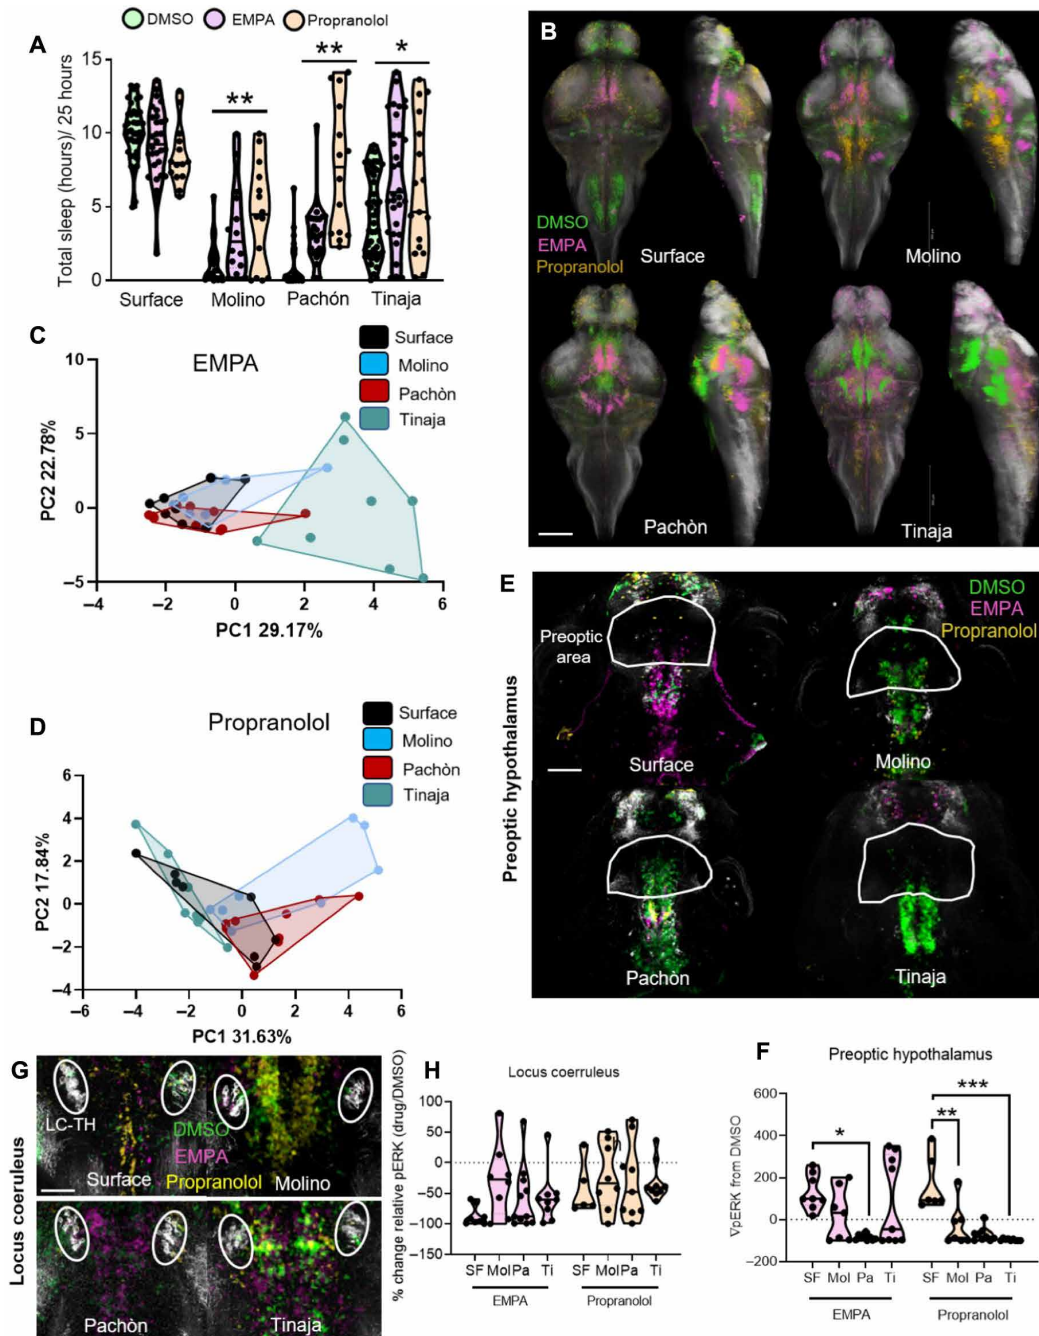 DMSO EMPA Propranolol
A
Total sleep (hours)/ 25 hours
15
10
5
0
**
**
*
Surface Molino Pachón Tinaja
B
DMSO
EMPA
Propranolol
Surface
Molino
Pachòn
Tinaja
C
EMPA
Surface
Molino
Pachòn
Tinaja
PC2 22.78%
10
5
0
–5
–4 –2 0 2 4 6
PC1 29.17%
D
Propranolol
Surface
Molino
Pachòn
Tinaja
PC2 17.84%
6
4
2
0
–2
–4
–6 –4 –2 0 2 4 6
PC1 31.63%
E
DMSO
EMPA
Propranolol
Preoptic hypothalamus
Preoptic
area
Surface
Molino
Pachòn
Tinaja
G
Locus coeruleus
LC-TH
DMSO
EMPA
Propranolol
Surface
Molino
Pachòn
Tinaja
H
Locus coerruleus
% change relative pERK (drug/DMSO)
100
50
0
–50
–100
–150
SF Mol Pa Ti SF Mol Pa Ti
EMPA Propranolol
F
Preoptic hypothalamus
∇pERK from DMSO
600
400
200
0
–200
*
**
***
SF Mol Pa Ti SF Mol Pa Ti
EMPA Propranolol